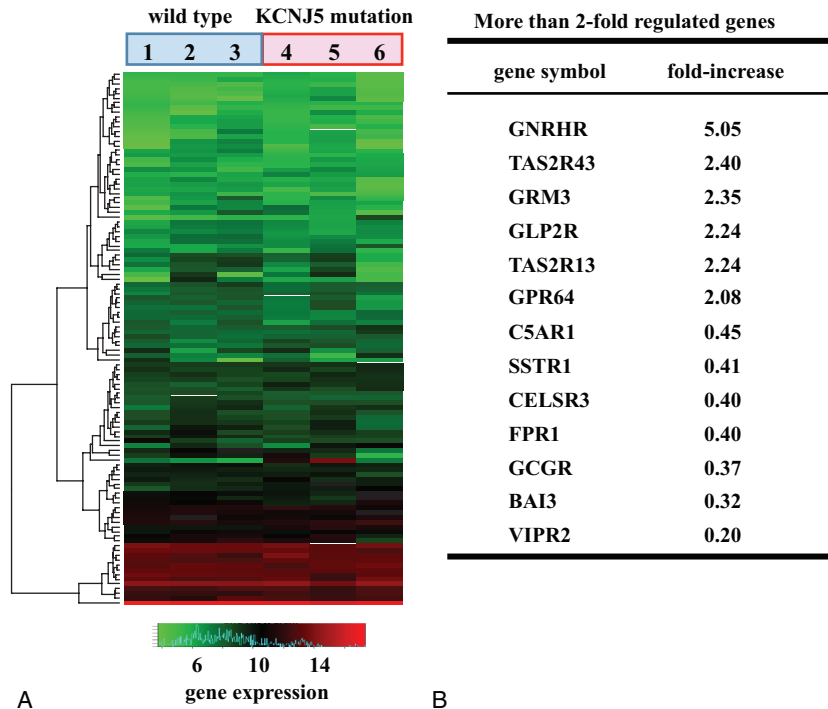 wild type KCNJ5 mutation
1 2 3 4 5 6
6 10 14
gene expression
A
More than 2-fold regulated genes
gene symbol fold-increase
GNRHR 5.05
TAS2R43 2.40
GRM3 2.35
GLP2R 2.24
TAS2R13 2.24
GPR64 2.08
C5AR1 0.45
SSTR1 0.41
CELSR3 0.40
FPR1 0.40
GCGR 0.37
BAI3 0.32
VIPR2 0.20
B